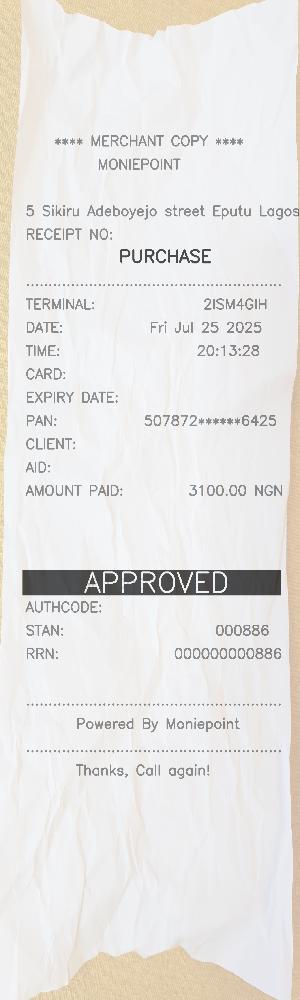 **** MERCHANT COPY ****
MONIEPOINT
5 Sikiru Adeboyejo street Eputu Lagos
RECEIPT NO:
PURCHASE
TERMINAL: 2ISM4GIH
DATE: Fri Jul 25 2025
TIME: 20:13:28
CARD:
EXPIRY DATE:
PAN: 507872******6425
CLIENT:
AID:
AMOUNT PAID: 3100.00 NGN
APPROVED
AUTHCODE:
STAN: 000886
RRN: 000000000886
Powered By Moniepoint
Thanks, Call again!